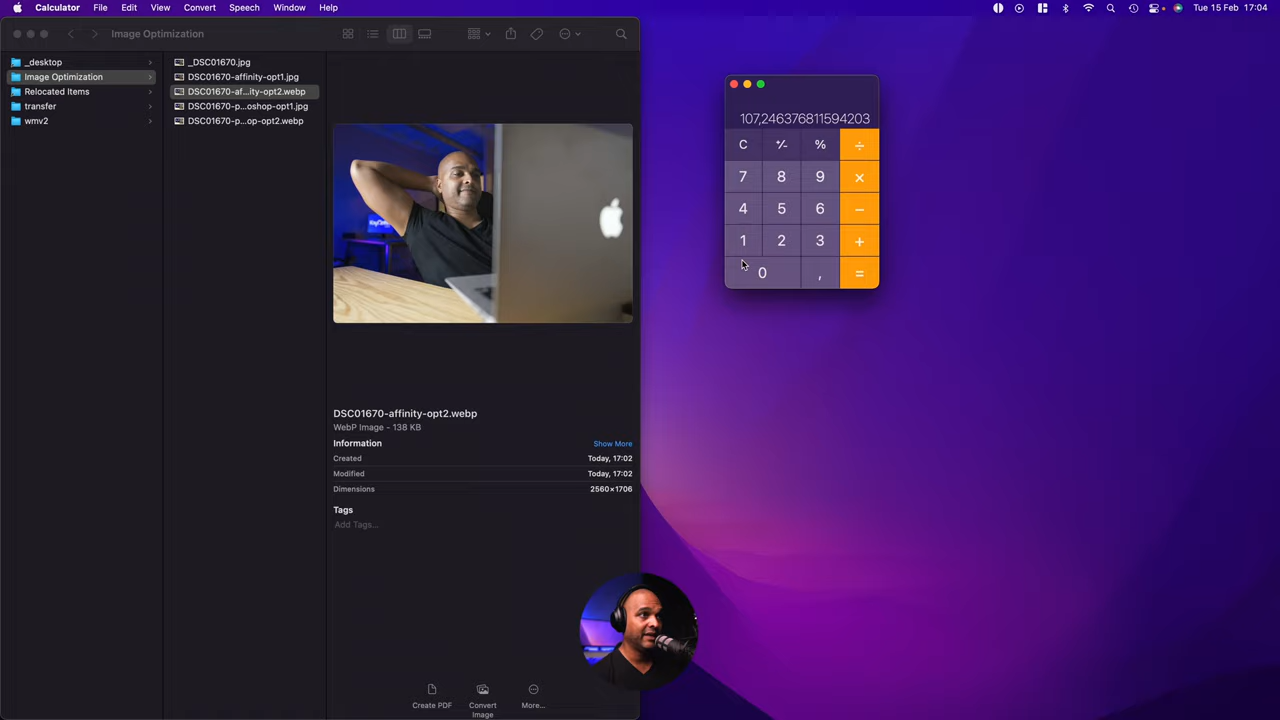 Calculator File Edit View Convert Speech Window Help Tue 15 Feb 17:04
Image Optimization
_desktop
Image Optimization
Relocated Items
transfer
wmv2
_DSC01670.jpg
DSC01670-affinity-opt1.jpg
DSC01670-af...ity-opt2.webp
DSC01670-p...oshop-opt1.jpg
DSC01670-p...op-opt2.webp
DSC01670-affinity-opt2.webp
WebP Image - 138 KB
Information Show More
Created Today, 17:02
Modified Today, 17:02
Dimensions 2560×1706
Tags
Add Tags...
Create PDF
Convert
Image
More...
107,246376811594203
C +/- % ÷
7 8 9 ×
4 5 6 −
1 2 3 +
0 , =